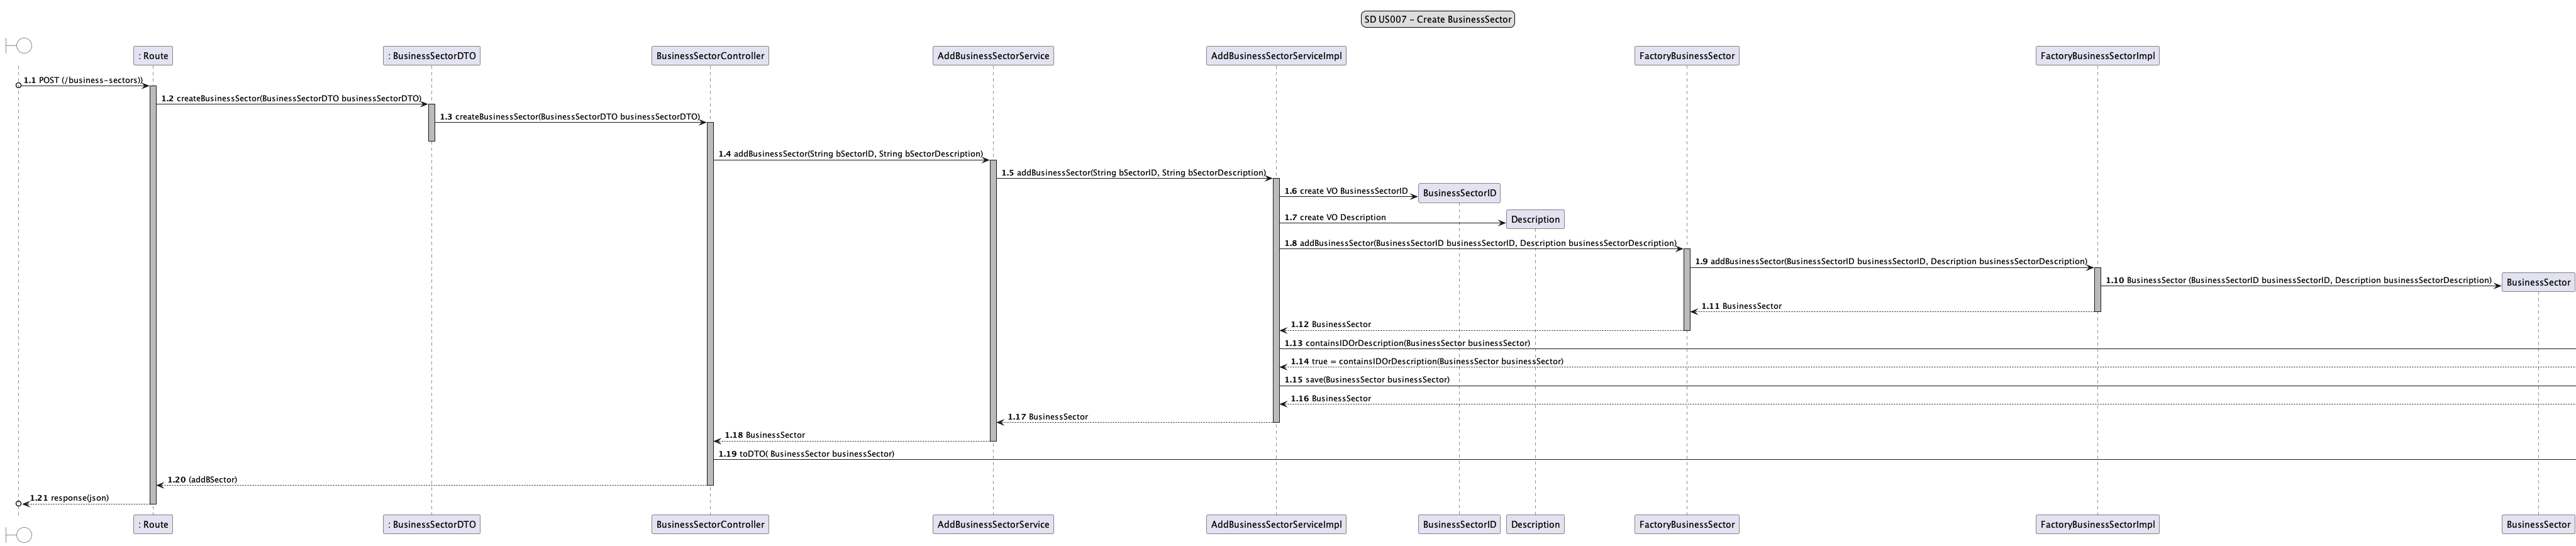 SD US007 - Create BusinessSector
: Route
: BusinessSectorDTO
BusinessSectorController
AddBusinessSectorService
AddBusinessSectorServiceImpl
FactoryBusinessSector
FactoryBusinessSectorImpl
1.1 POST (/business-sectors))
1.2 createBusinessSector(BusinessSectorDTO businessSectorDTO)
1.3 createBusinessSector(BusinessSectorDTO businessSectorDTO)
1.4 addBusinessSector(String bSectorID, String bSectorDescription)
1.5 addBusinessSector(String bSectorID, String bSectorDescription)
1.6 create VO BusinessSectorID
BusinessSectorID
1.7 create VO Description
Description
1.8 addBusinessSector(BusinessSectorID businessSectorID, Description businessSectorDescription)
1.9 addBusinessSector(BusinessSectorID businessSectorID, Description businessSectorDescription)
1.10 BusinessSector (BusinessSectorID businessSectorID, Description businessSectorDescription)
BusinessSector
1.11 BusinessSector
1.12 BusinessSector
1.13 containsIDOrDescription(BusinessSector businessSector)
1.14 true = containsIDOrDescription(BusinessSector businessSector)
1.15 save(BusinessSector businessSector)
1.16 BusinessSector
1.17 BusinessSector
1.18 BusinessSector
1.19 toDTO( BusinessSector businessSector)
1.20 (addBSector)
1.21 response(json)
: Route
: BusinessSectorDTO
BusinessSectorController
AddBusinessSectorService
AddBusinessSectorServiceImpl
BusinessSectorID
Description
FactoryBusinessSector
FactoryBusinessSectorImpl
BusinessSector